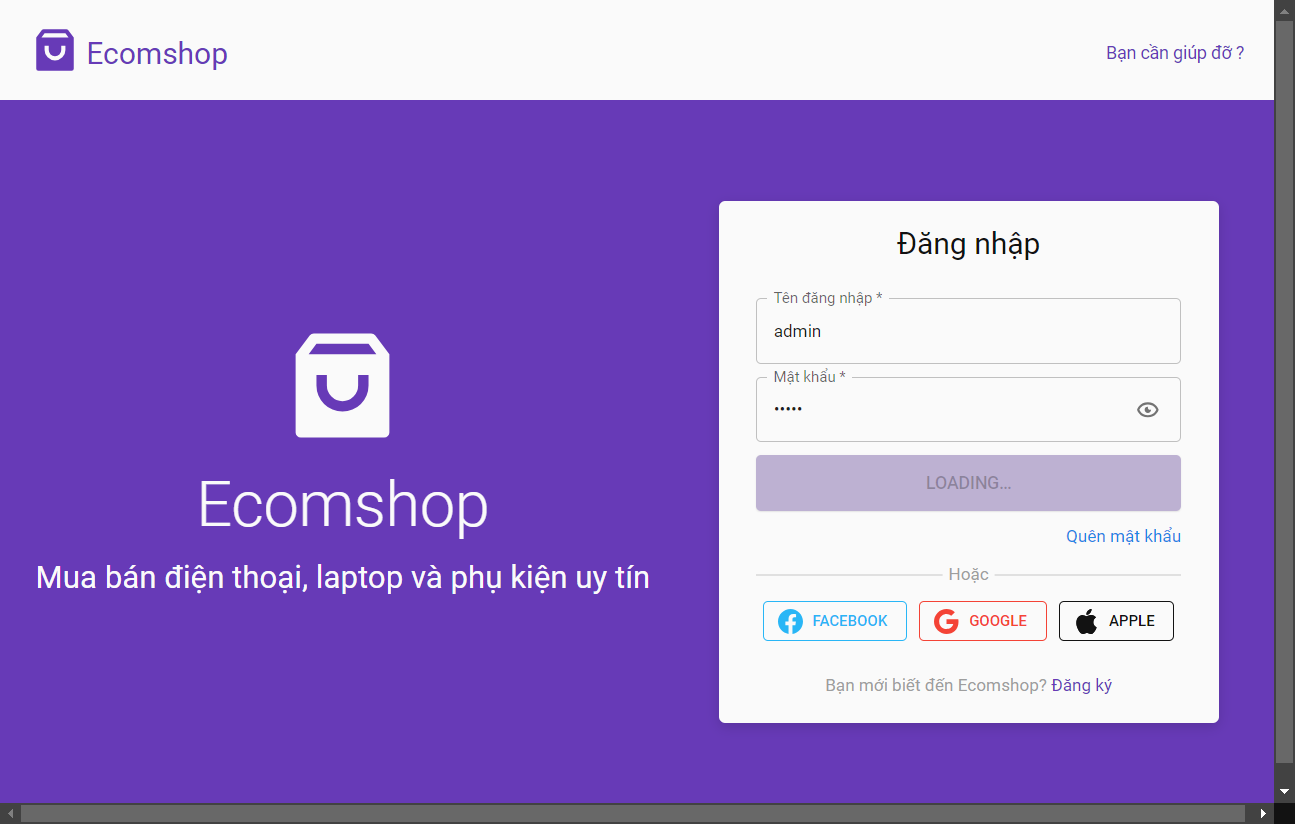 Ecomshop
Bạn cần giúp đỡ ?
Ecomshop
Mua bán điện thoại, laptop và phụ kiện uy tín
Đăng nhập
Tên đăng nhập *
admin
Mật khẩu *
•••••
LOADING...
Quên mật khẩu
Hoặc
FACEBOOK
GOOGLE
APPLE
Bạn mới biết đến Ecomshop? Đăng ký